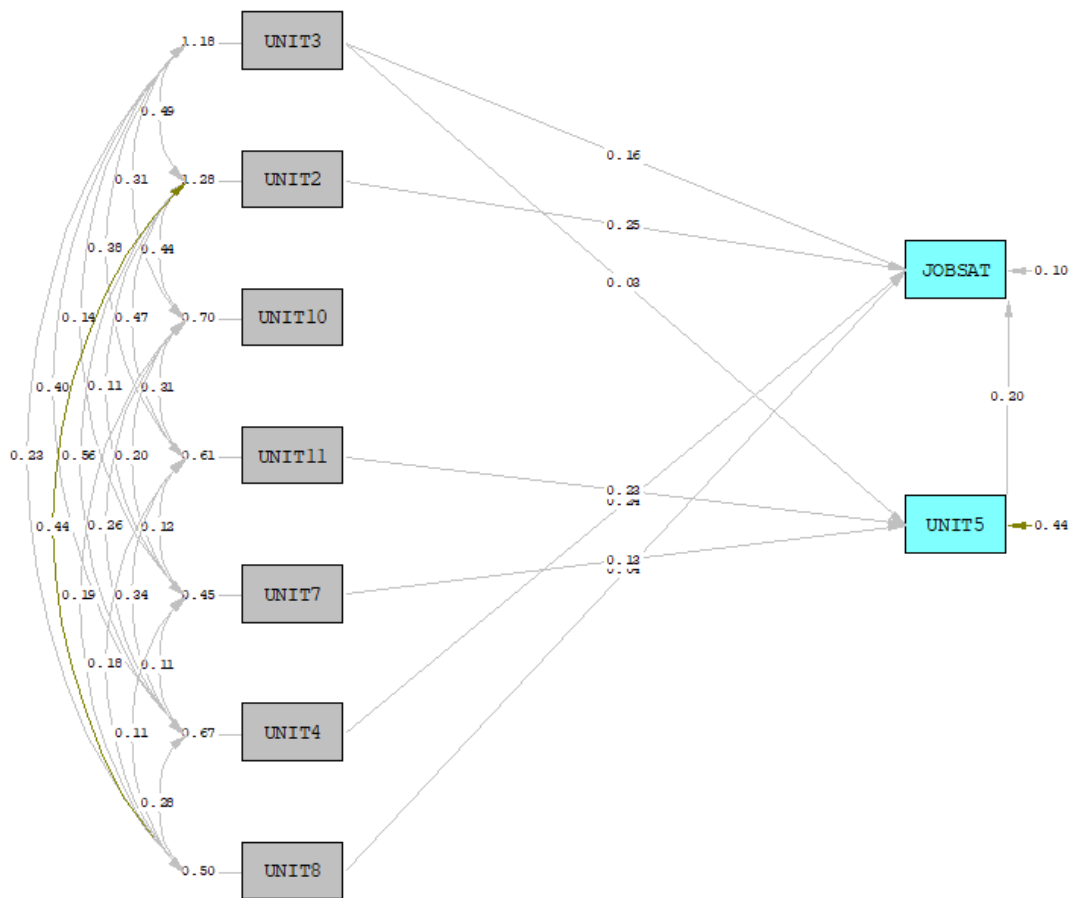 1.18 UNIT3
0.49
0.16
1.28 UNIT2
0.31
0.25
0.38 0.44
JOBSAT 0.10
0.03
0.14 0.47 0.70 UNIT10
0.40 0.11 0.31
0.20
0.23 0.56 0.20 0.61 UNIT11
0.23
0.24
0.44 0.26 0.12
UNIT5 0.44
0.13
0.19 0.34 0.45 UNIT7
0.18 0.11
0.11 0.67 UNIT4
0.28
0.50 UNIT8